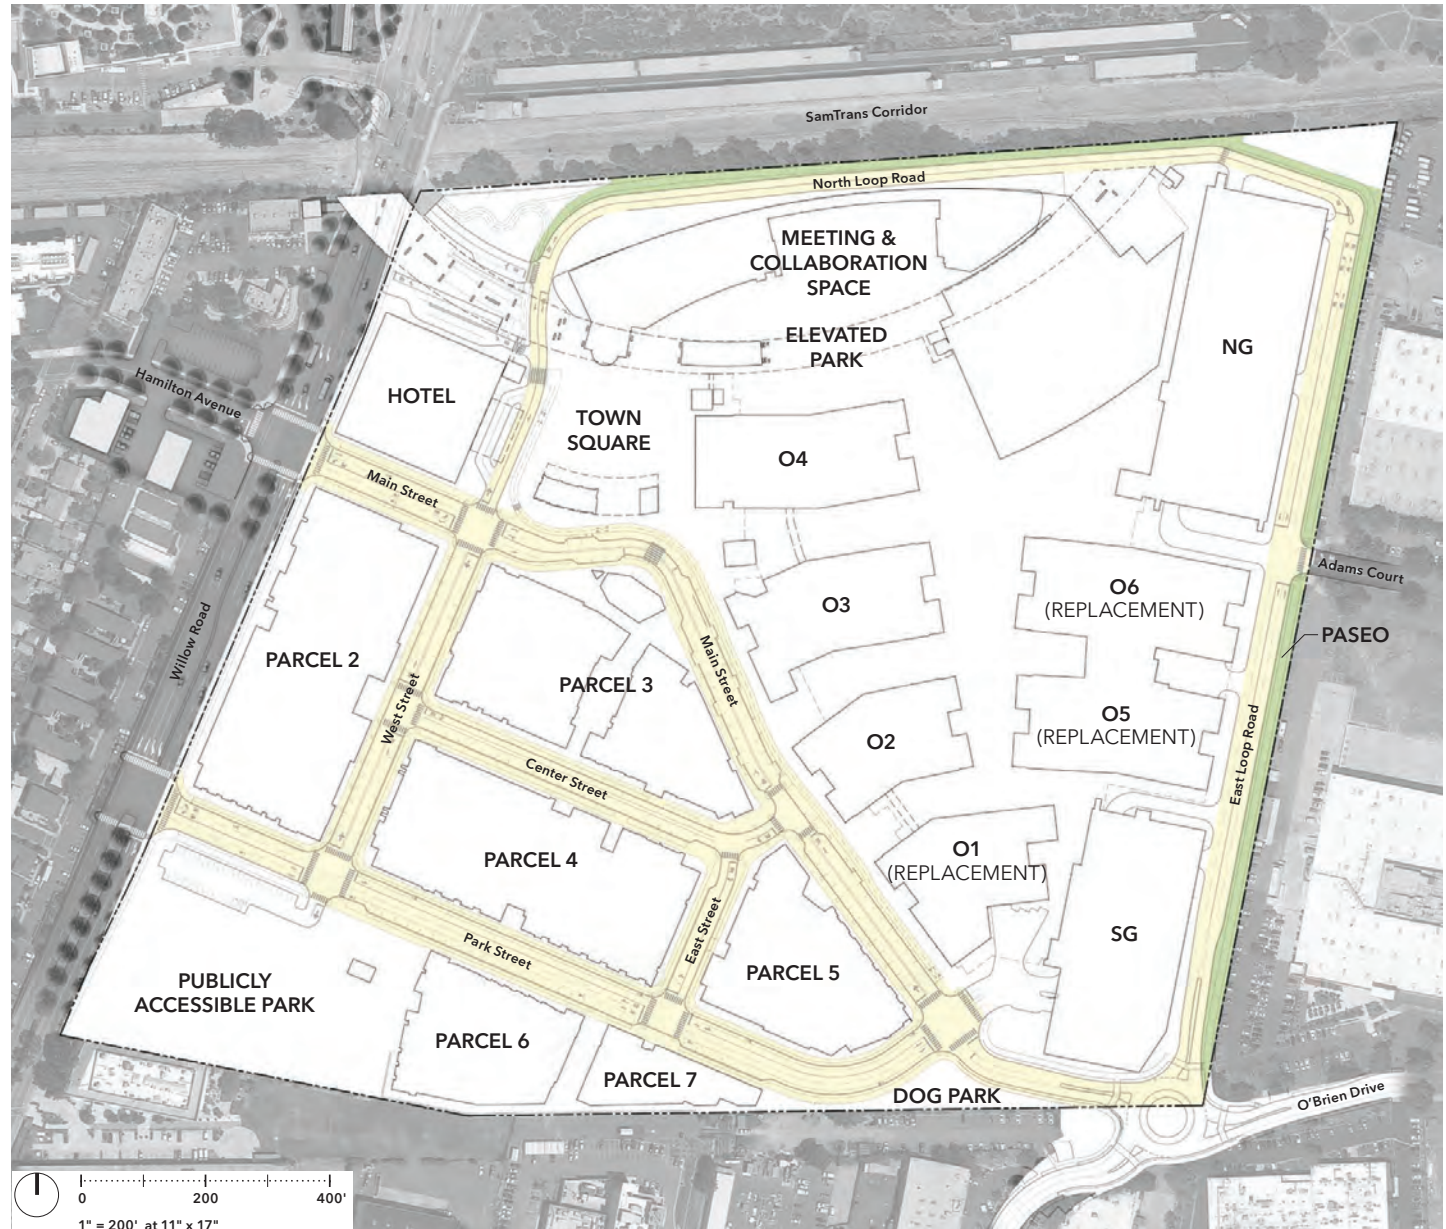 SamTrans Corridor
North Loop Road
MEETING &
COLLABORATION
SPACE
ELEVATED
PARK
NG
HOTEL
Hamilton Avenue
TOWN
SQUARE
O4
Main Street
Adams Court
O3
O6
(REPLACEMENT)
PASEO
Willow Road
PARCEL 2
PARCEL 3
Main Street
West Street
O5
(REPLACEMENT)
O2
East Loop Road
Center Street
PARCEL 4
O1
(REPLACEMENT)
SG
East Street
Park Street
PARCEL 5
PUBLICLY
ACCESSIBLE PARK
PARCEL 6
PARCEL 7
DOG PARK
O'Brien Drive
0 200 400'
1" = 200' at 11" x 17"